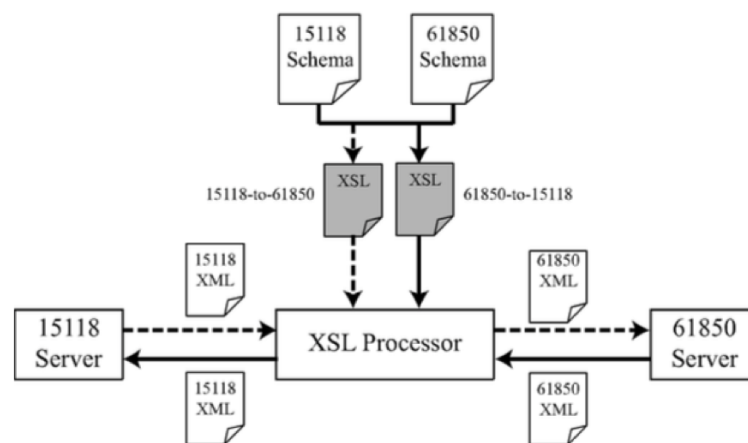 15118
Schema
61850
Schema
15118-to-61850
XSL
XSL
61850-to-15118
15118
XML
61850
XML
15118
Server
XSL Processor
61850
Server
15118
XML
61850
XML